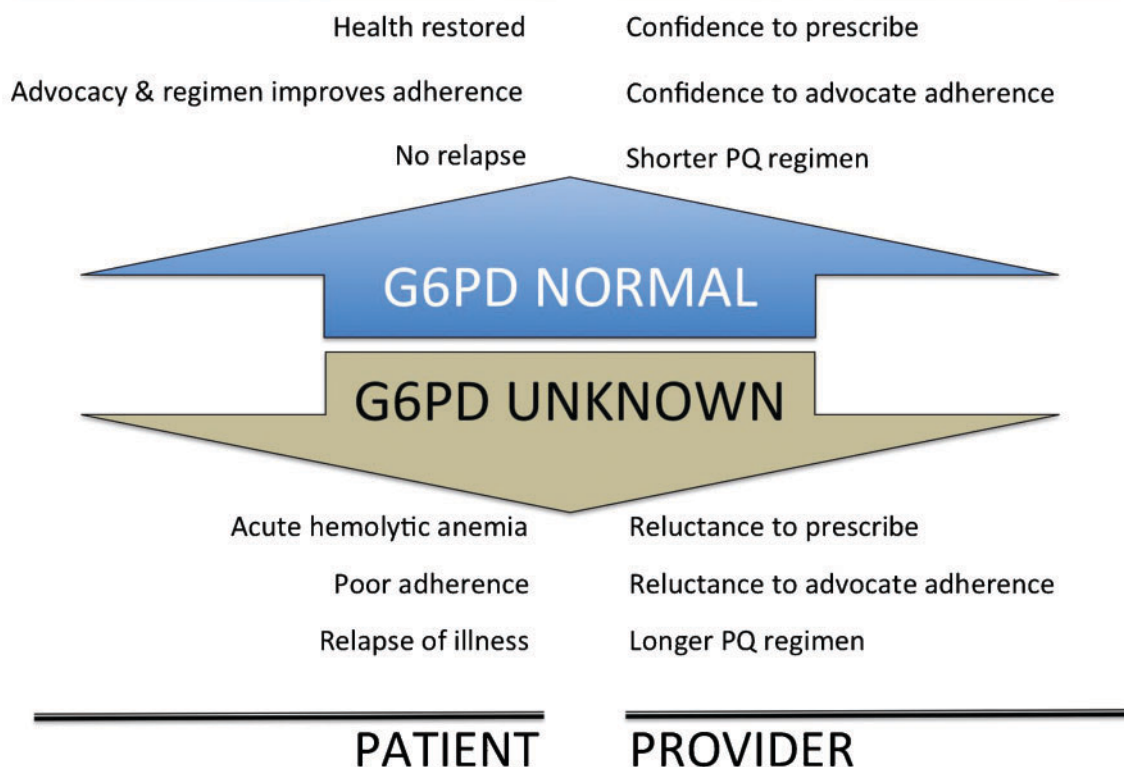 Health restored Confidence to prescribe
Advocacy & regimen improves adherence Confidence to advocate adherence
No relapse Shorter PQ regimen
G6PD NORMAL
G6PD UNKNOWN
Acute hemolytic anemia Reluctance to prescribe
Poor adherence Reluctance to advocate adherence
Relapse of illness Longer PQ regimen
PATIENT PROVIDER